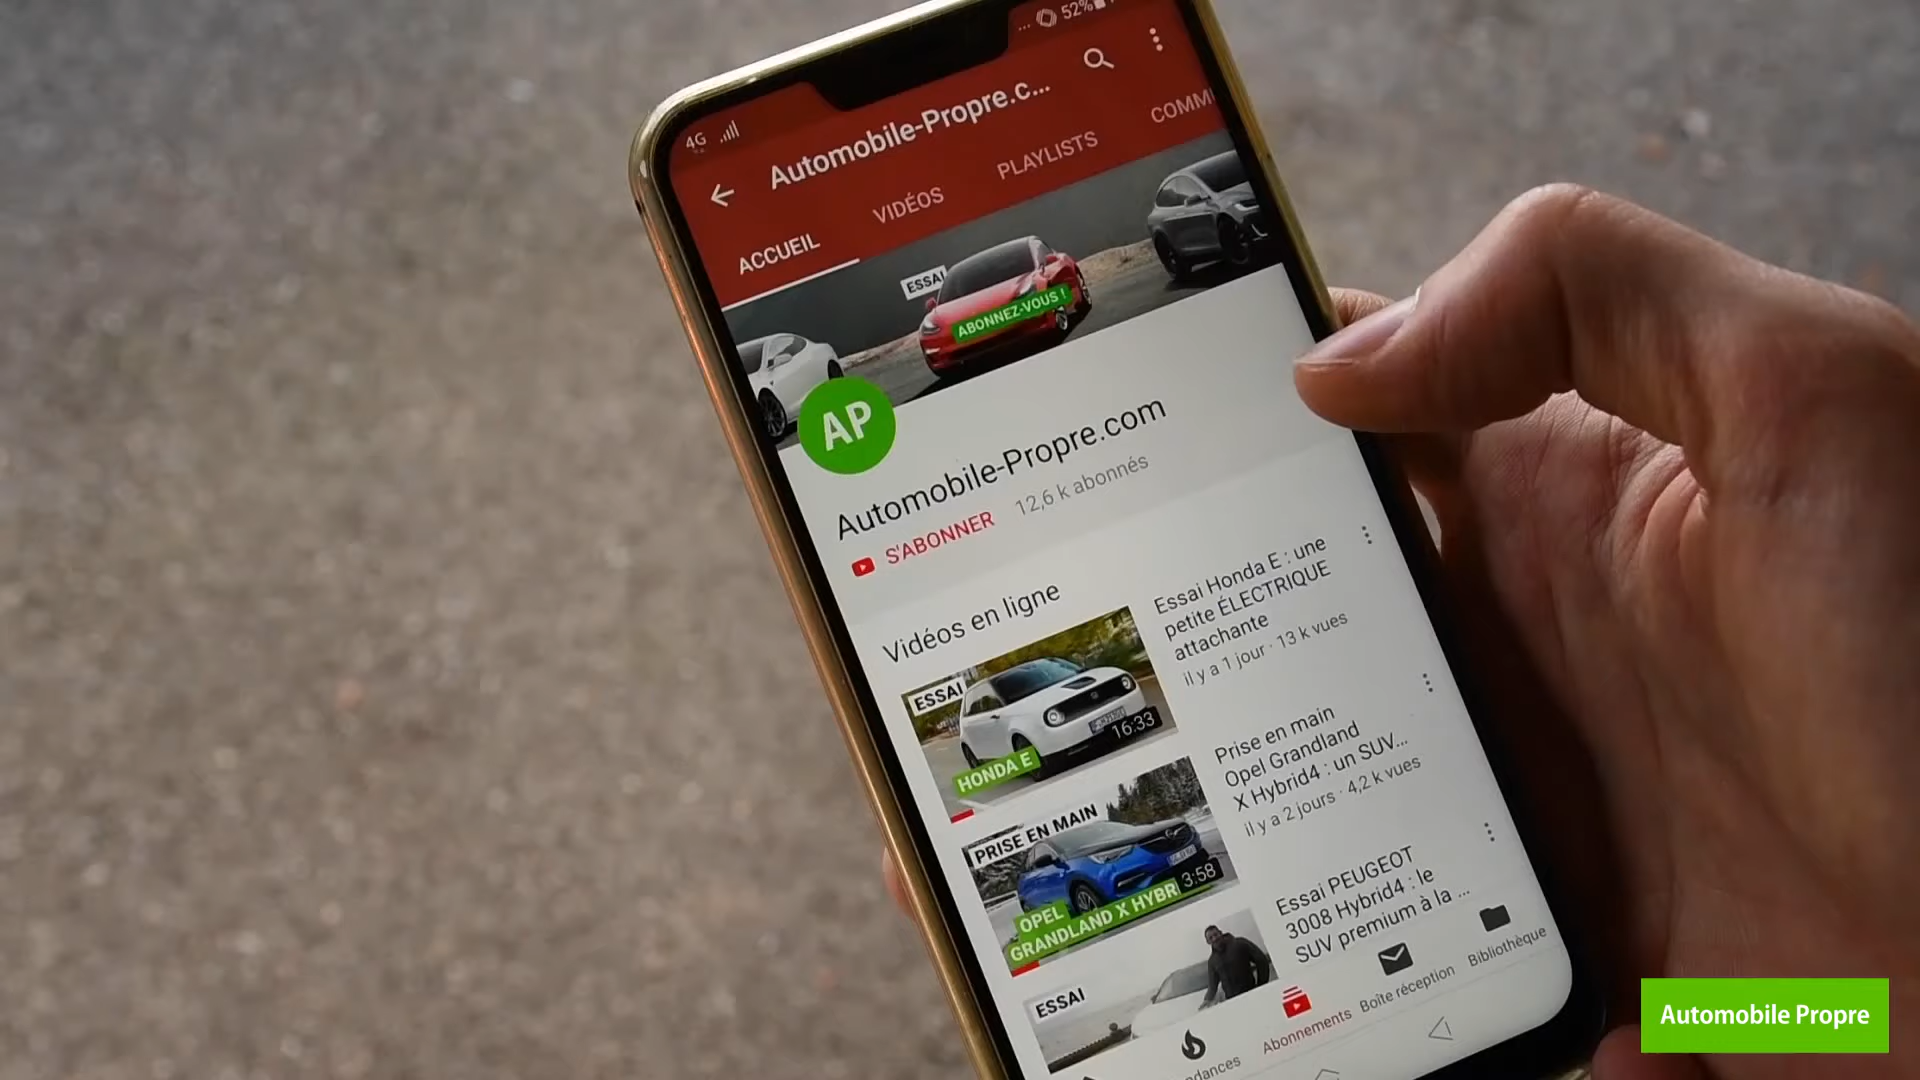 52%
4G
Automobile-Propre.c...
ACCUEIL
VIDÉOS
PLAYLISTS
COMM
ESSAI
ABONNEZ-VOUS !
AP
Automobile-Propre.com
S'ABONNER
12,6 k abonnés
Vidéos en ligne
ESSAI
HONDA E
16:33
Essai Honda E : une
petite ÉLECTRIQUE
attachante
il y a 1 jour · 13 k vues
PRISE EN MAIN
OPEL
GRANDLAND X HYBR
3:58
Prise en main
Opel Grandland
X Hybrid4 : un SUV...
il y a 2 jours · 4,2 k vues
ESSAI
Essai PEUGEOT
3008 Hybrid4 : le
SUV premium à la ...
ndances
Abonnements
Boîte réception
Bibliothèque
Automobile Propre